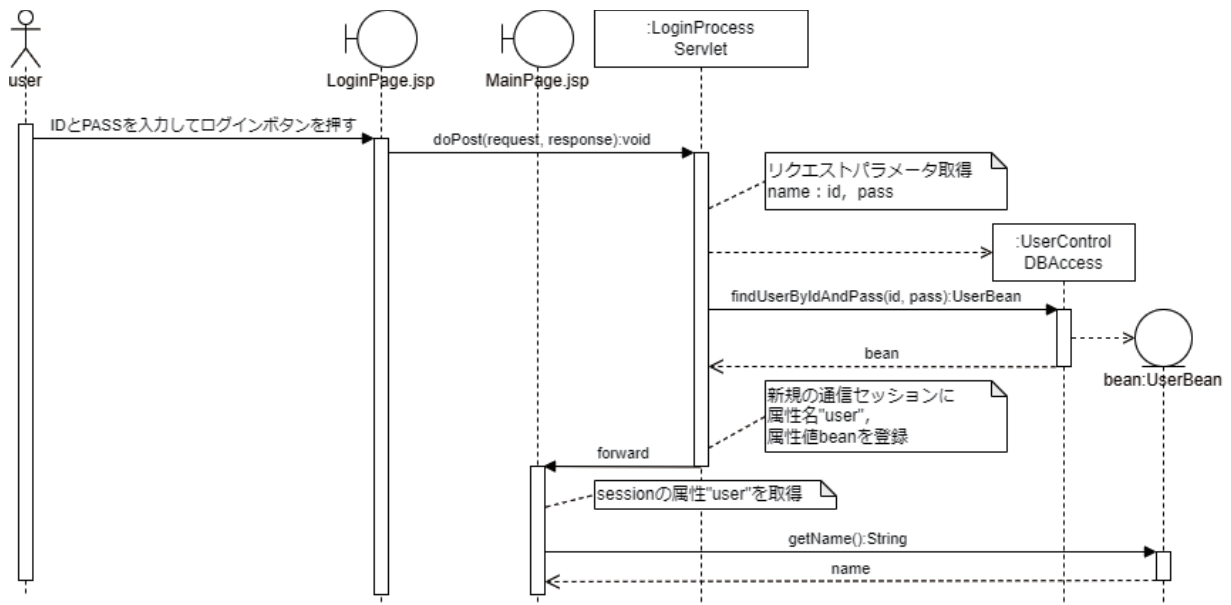 user
LoginPage.jsp
MainPage.jsp
:LoginProcess
Servlet
IDとPASSを入力してログインボタンを押す
doPost(request, response):void
リクエストパラメータ取得
name：id，pass
:UserControl
DBAccess
findUserByIdAndPass(id, pass):UserBean
bean
bean:UserBean
新規の通信セッションに
属性名"user"，
属性値beanを登録
forward
sessionの属性"user"を取得
getName():String
name